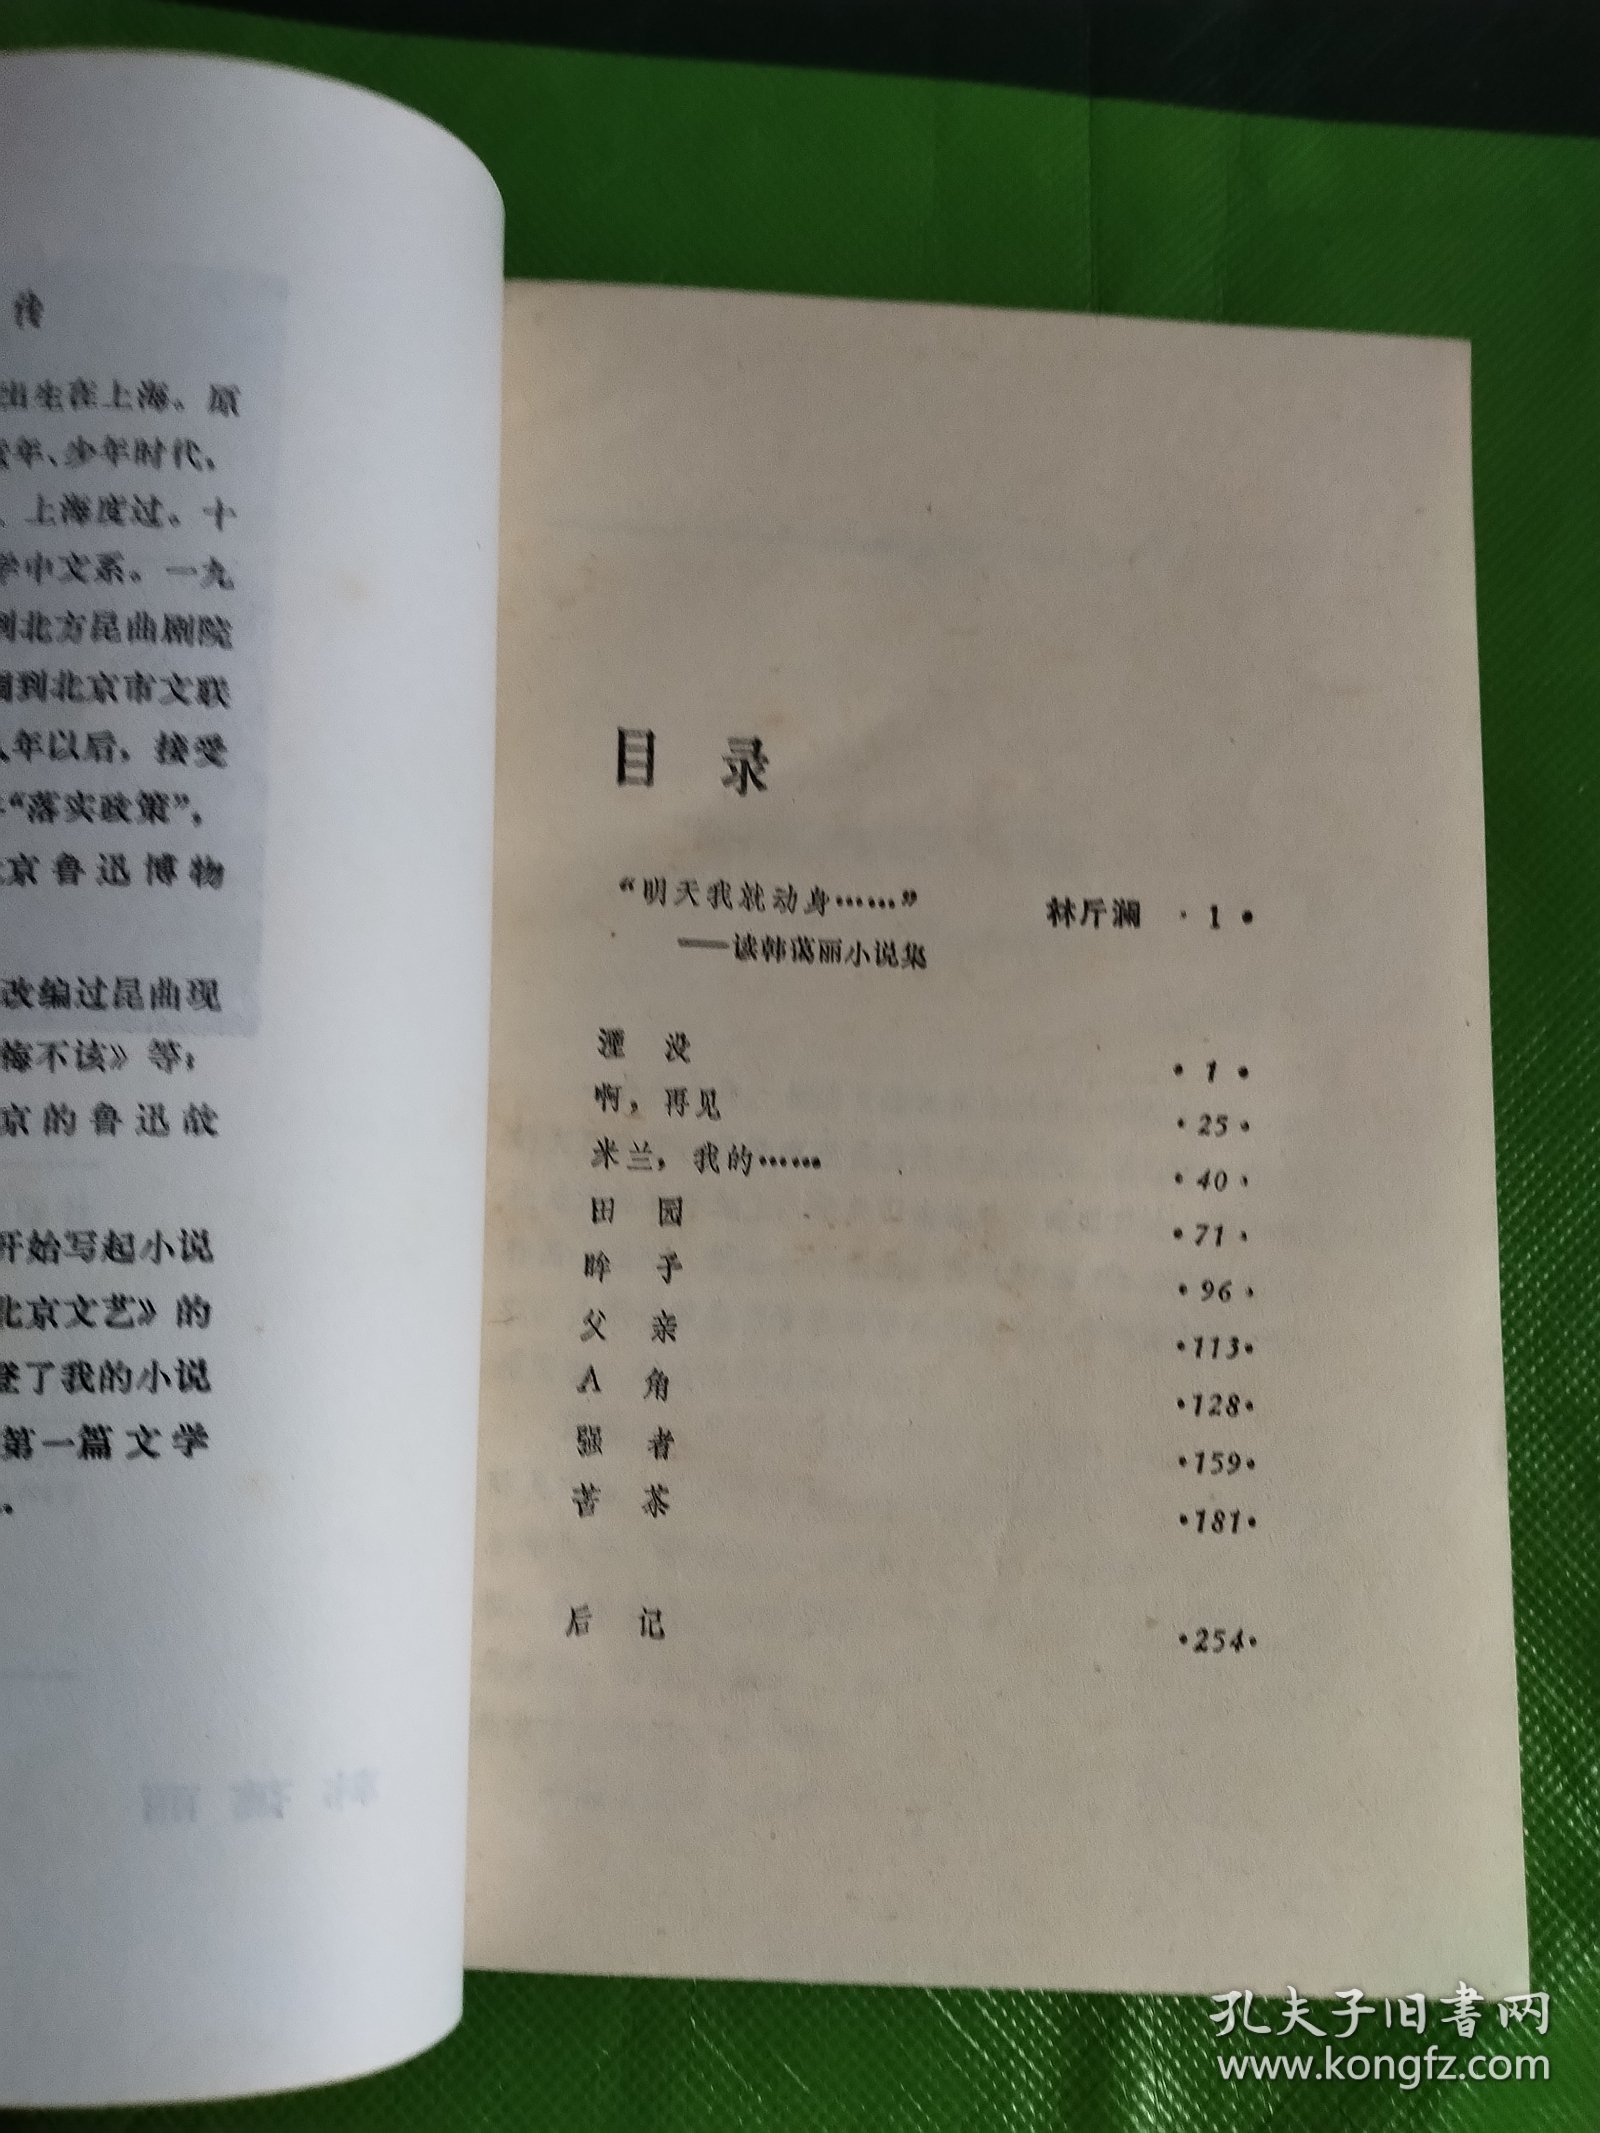 传
出生在上海。原
年、少年时代，
上海度过。十
学中文系。一九
到北方昆曲剧院
调到北京市文联
年以后，接受
“落实政策”，
京鲁迅博物
改编过昆曲现
悔不该》等；
京的鲁迅故
开始写起小说
北京文艺》的
登了我的小说
第一篇文学
目 录
“明天我就动身……” 林斤澜 ·1·
——读韩蔼丽小说集
湮 没 ·1·
啊，再见 ·25·
米兰，我的…… ·40·
田 园 ·71·
眸 子 ·96·
父 亲 ·113·
A 角 ·128·
强 者 ·159·
苦 茶 ·181·
后 记 ·254·
孔夫子旧书网
www.kongfz.com